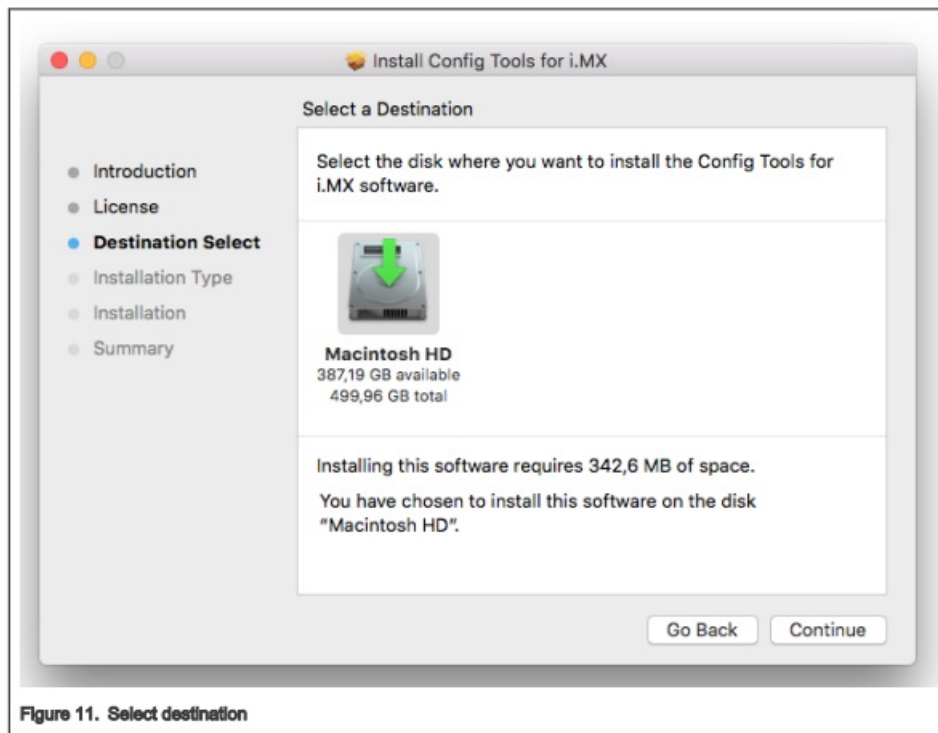 Install Config Tools for i.MX
Select a Destination
Introduction
License
Destination Select
Installation Type
Installation
Summary
Select the disk where you want to install the Config Tools for
i.MX software.
Macintosh HD
387,19 GB available
499,96 GB total
Installing this software requires 342,6 MB of space.
You have chosen to install this software on the disk
"Macintosh HD".
Go Back
Continue
Figure 11. Select destination